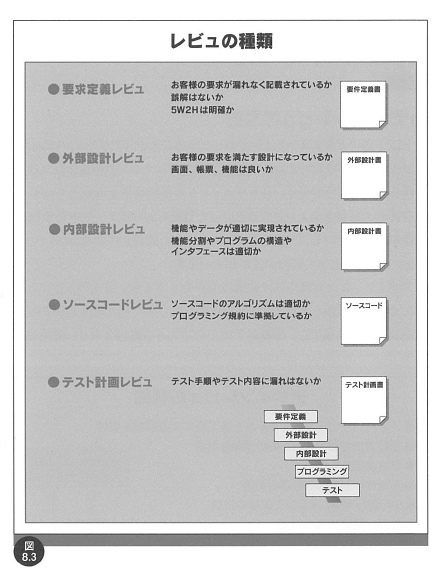 レビュの種類
●要求定義レビュ
お客様の要求が漏れなく記載されているか
誤解はないか
5W2Hは明確か
要件定義書
●外部設計レビュ
お客様の要求を満たす設計になっているか
画面、帳票、機能は良いか
外部設計書
●内部設計レビュ
機能やデータが適切に実現されているか
機能分割やプログラムの構造や
インタフェースは適切か
内部設計書
●ソースコードレビュ
ソースコードのアルゴリズムは適切か
プログラミング規約に準拠しているか
ソースコード
●テスト計画レビュ
テスト手順やテスト内容に漏れはないか
テスト計画書
要件定義
外部設計
内部設計
プログラミング
テスト
図
8.3